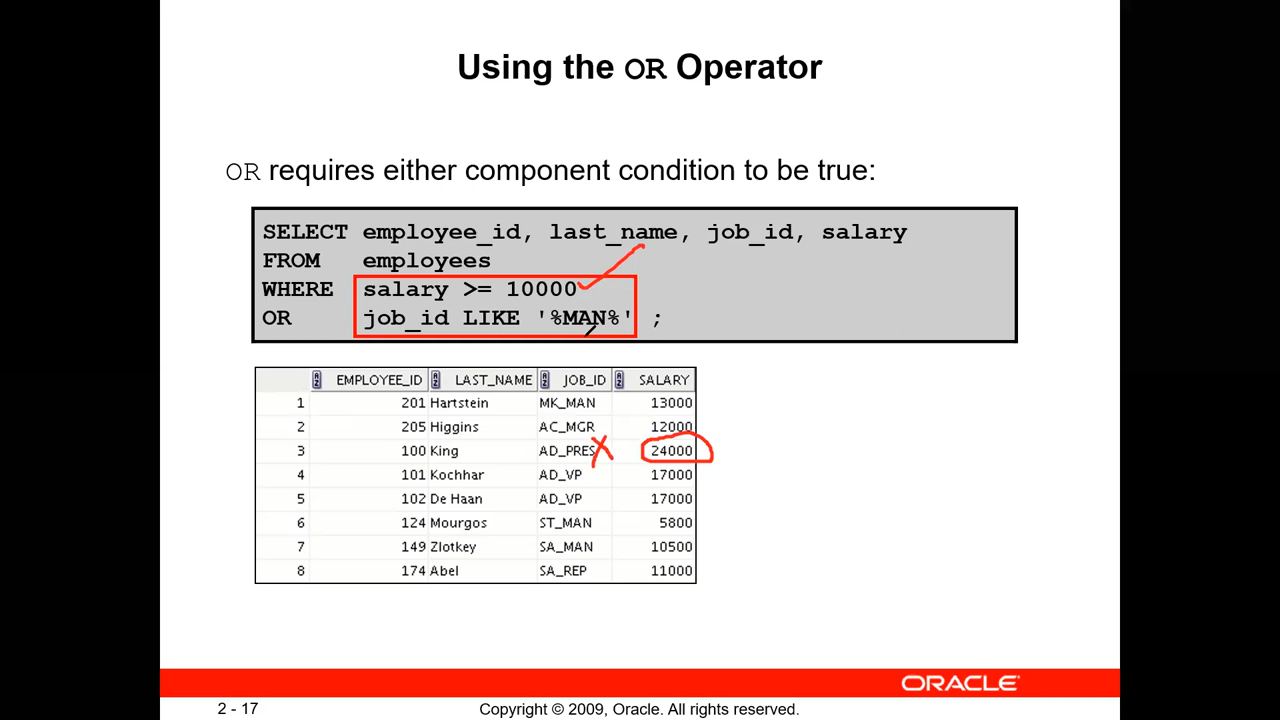 Using the OR Operator
OR requires either component condition to be true:
SELECT employee_id, last_name, job_id, salary
FROM employees
WHERE salary >= 10000
OR job_id LIKE '%MAN%' ;
EMPLOYEE_ID LAST_NAME JOB_ID SALARY
1 201 Hartstein MK_MAN 13000
2 205 Higgins AC_MGR 12000
3 100 King AD_PRES 24000
4 101 Kochhar AD_VP 17000
5 102 De Haan AD_VP 17000
6 124 Mourgos ST_MAN 5800
7 149 Zlotkey SA_MAN 10500
8 174 Abel SA_REP 11000
ORACLE
2 - 17 Copyright © 2009, Oracle. All rights reserved.